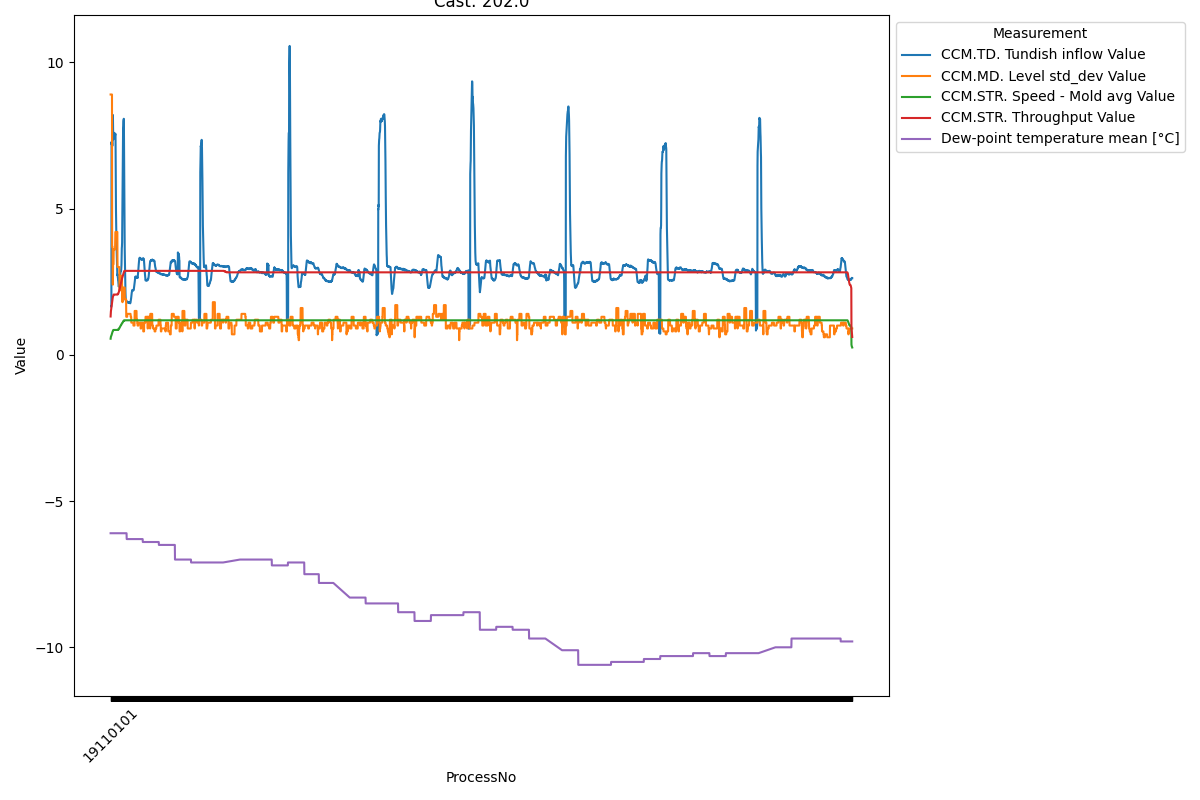 Cast: 202.0
Measurement
CCM.TD. Tundish inflow Value
CCM.MD. Level std_dev Value
CCM.STR. Speed - Mold avg Value
CCM.STR. Throughput Value
Dew-point temperature mean [°C]
10
5
0
−5
−10
Value
19110101
ProcessNo